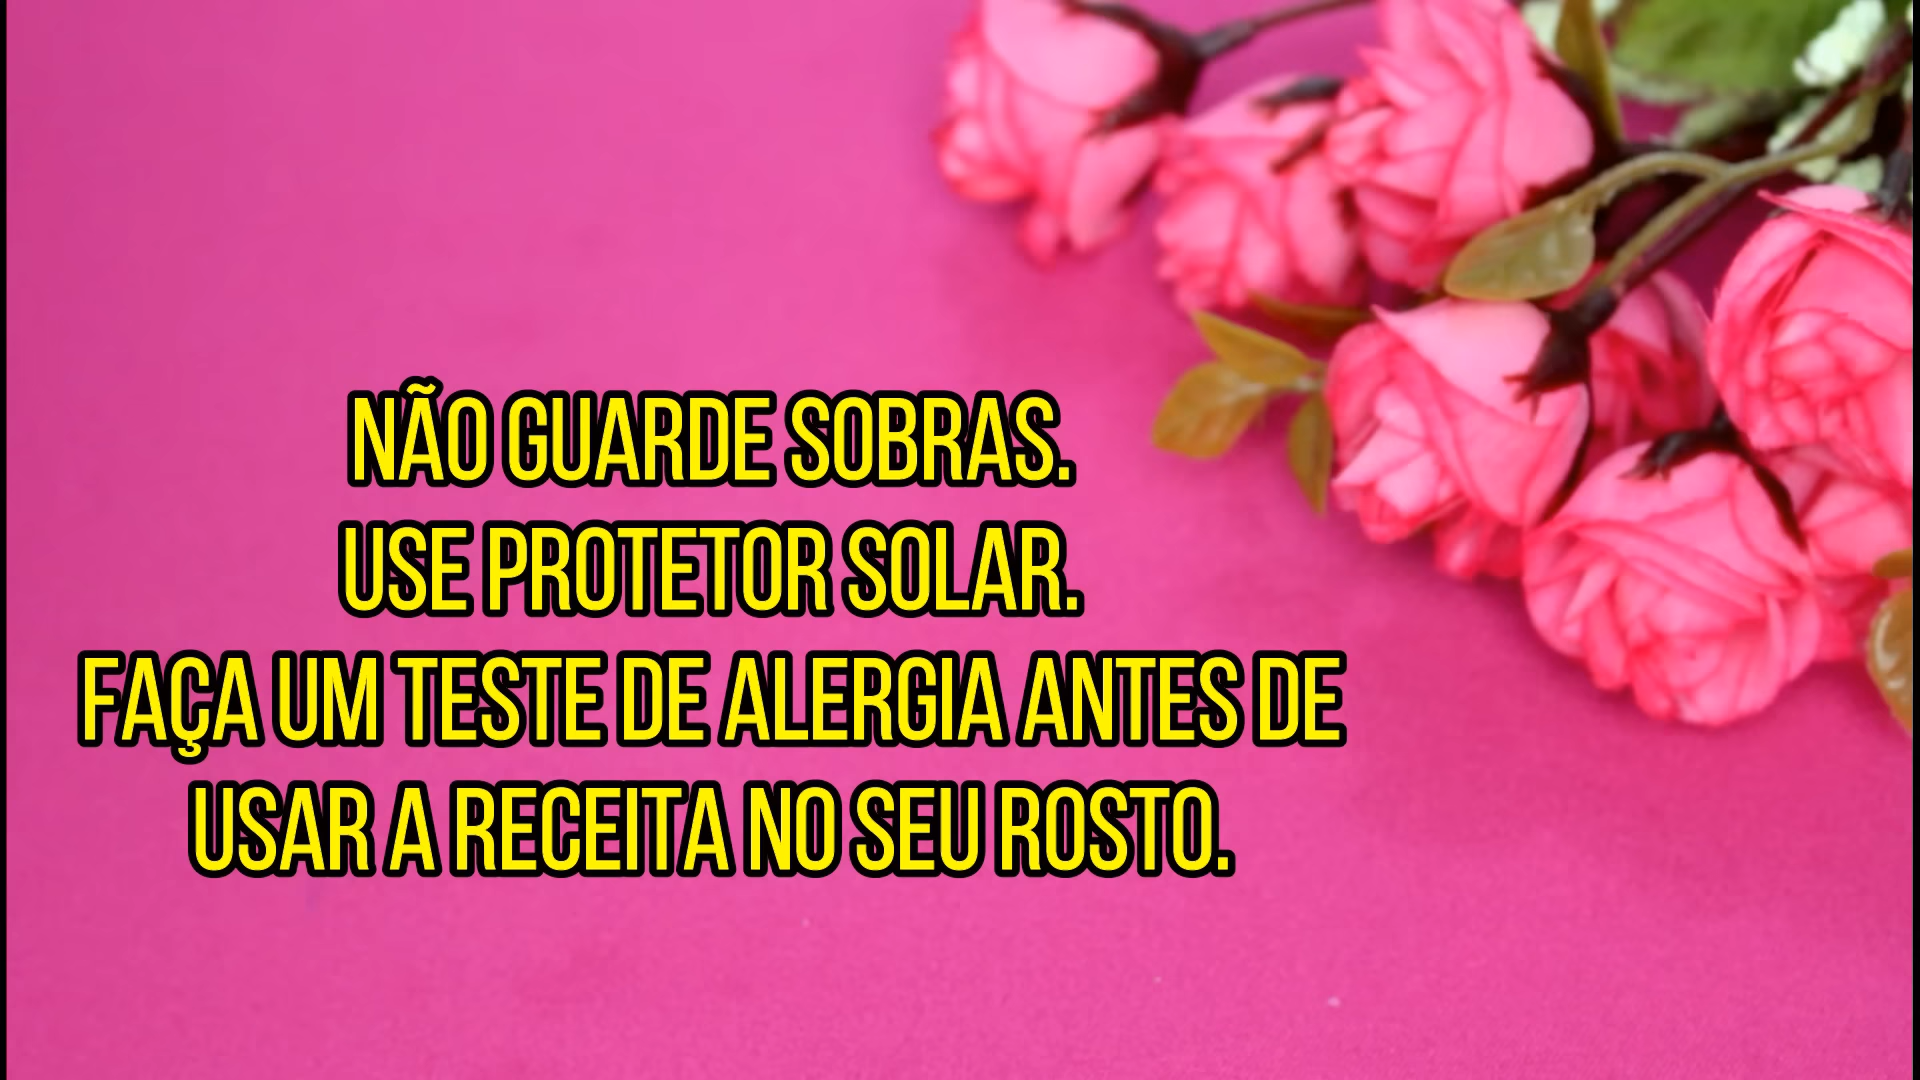 NÃO GUARDE SOBRAS.
USE PROTETOR SOLAR.
FAÇA UM TESTE DE ALERGIA ANTES DE
USAR A RECEITA NO SEU ROSTO.